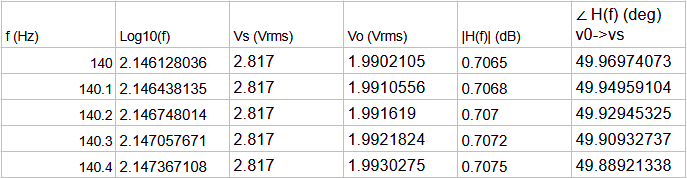 f (Hz) Log10(f) Vs (Vrms) Vo (Vrms) |H(f)| (dB) ∠ H(f) (deg) v0->vs
140 2.146128036 2.817 1.9902105 0.7065 49.96974073
140.1 2.146438135 2.817 1.9910556 0.7068 49.94959104
140.2 2.146748014 2.817 1.991619 0.707 49.92945325
140.3 2.147057671 2.817 1.9921824 0.7072 49.90932737
140.4 2.147367108 2.817 1.9930275 0.7075 49.88921338